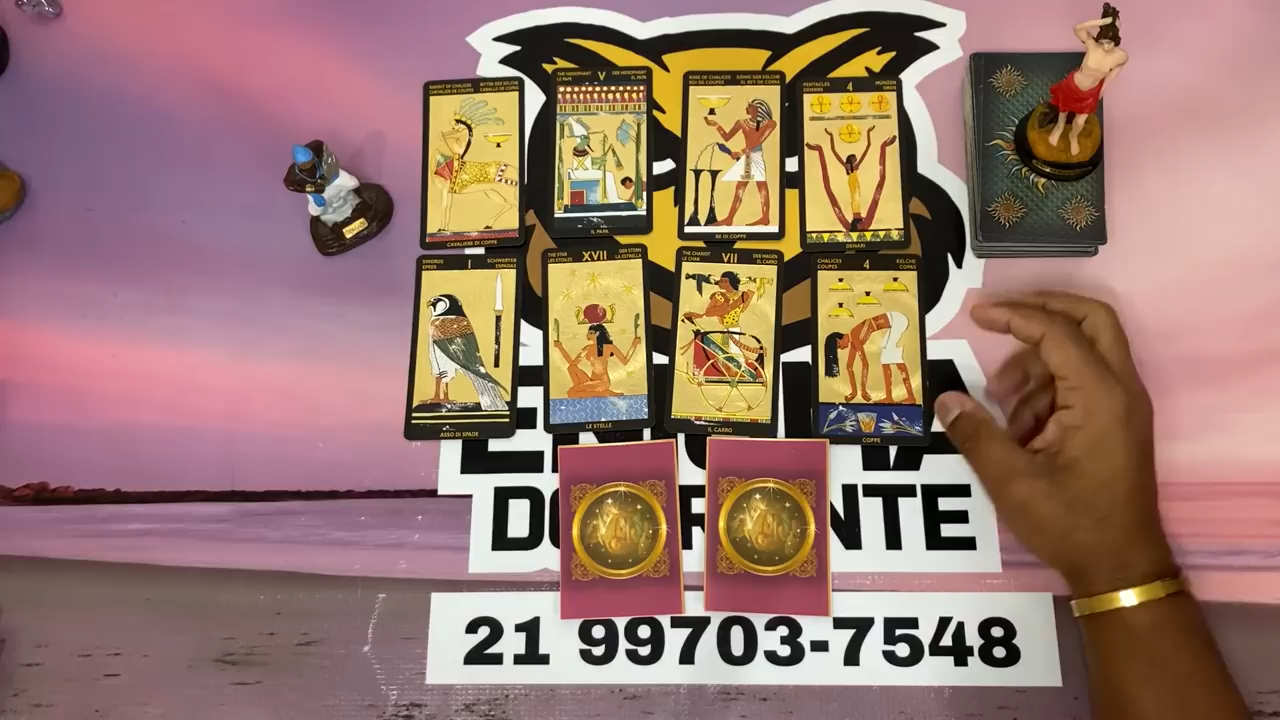 KNIGHT OF CHALICES RITTER DER KELCHE
CHEVALIER DE COUPES CABALLO DE COPAS
CAVALIERE DI COPPE
THE HIEROPHANT V DER HIEROPHANT
LE PAPE EL PAPA
IL PAPA
KING OF CHALICES KÖNIG DER KELCHE
ROI DE COUPES EL REY DE COPAS
RE DI COPPE
PENTACLES 4 MÜNZEN
DENIERS OROS
DENARI
SWORDS I SCHWERTER
EPEES ESPADAS
ASSO DI SPADE
THE STAR XVII DER STERN
LES ETOILES LA ESTRELLA
LE STELLE
THE CHARIOT VII DER WAGEN
LE CHAR EL CARRO
IL CARRO
CHALICES 4 KELCHE
COUPES COPAS
COPPE
21 99703-7548